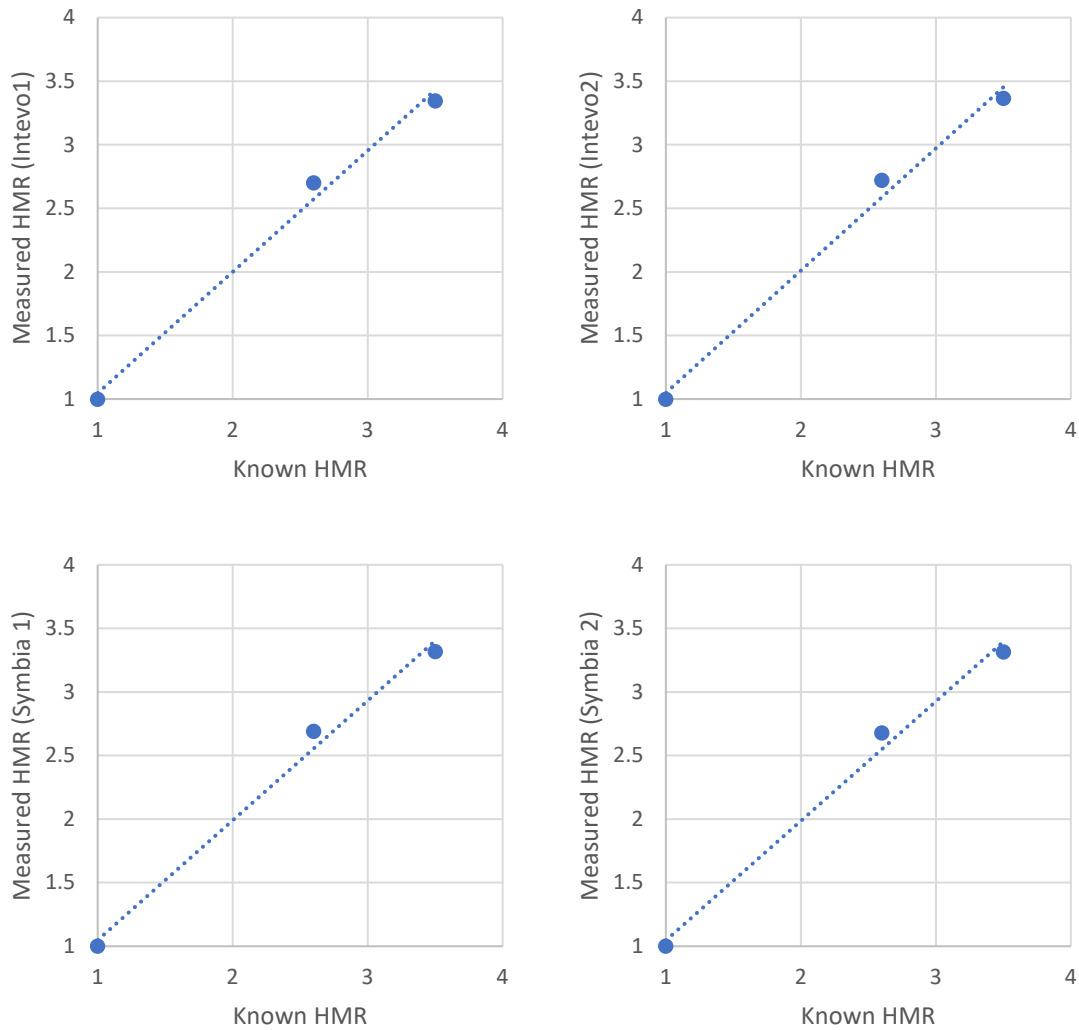 4
3.5
3
2.5
2
1.5
1
1 2 3 4
Measured HMR (Intevo1)
Known HMR
4
3.5
3
2.5
2
1.5
1
1 2 3 4
Measured HMR (Intevo2)
Known HMR
4
3.5
3
2.5
2
1.5
1
1 2 3 4
Measured HMR (Symbia 1)
Known HMR
4
3.5
3
2.5
2
1.5
1
1 2 3 4
Measured HMR (Symbia 2)
Known HMR